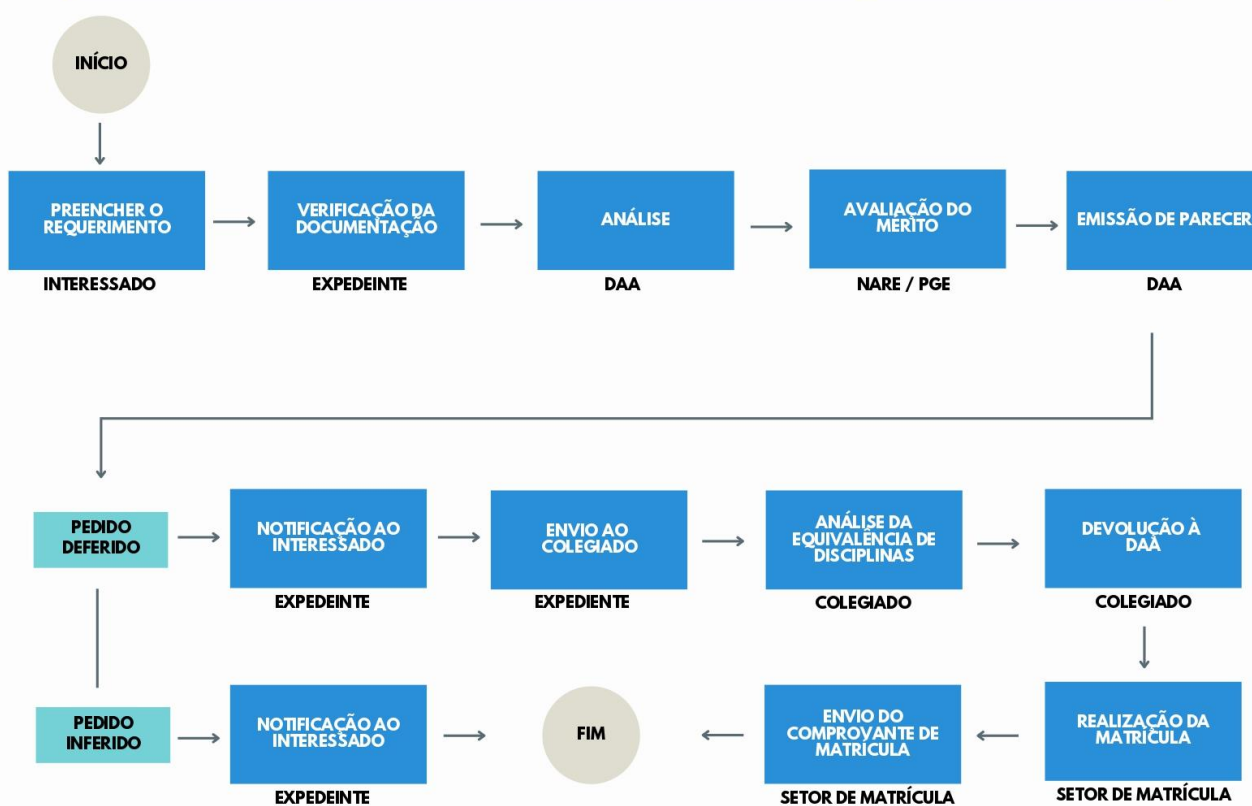 INÍCIO
PREENCHER O
REQUERIMENTO
INTERESSADO
VERIFICAÇÃO DA
DOCUMENTAÇÃO
EXPEDEINTE
ANÁLISE
DAA
AVALIAÇÃO DO
MÉRITO
NARE / PGE
EMISSÃO DE PARECER
DAA
PEDIDO
DEFERIDO
NOTIFICAÇÃO AO
INTERESSADO
EXPEDEINTE
ENVIO AO
COLEGIADO
EXPEDIENTE
ANÁLISE DA
EQUIVALÊNCIA DE
DISCIPLINAS
COLEGIADO
DEVOLUÇÃO À
DAA
COLEGIADO
PEDIDO
INFERIDO
NOTIFICAÇÃO AO
INTERESSADO
EXPEDEINTE
FIM
ENVIO DO
COMPROVANTE DE
MATRÍCULA
SETOR DE MATRÍCULA
REALIZAÇÃO DA
MATRÍCULA
SETOR DE MATRÍCULA